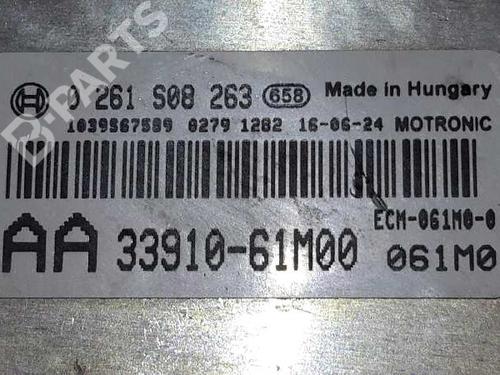 B-PARTS
0 261 S08 263 658 Made in Hungary
1039S67589 0279 1282 16-06-24 MOTRONIC
ECM-061M0-0
AA 33910-61M00 061M0